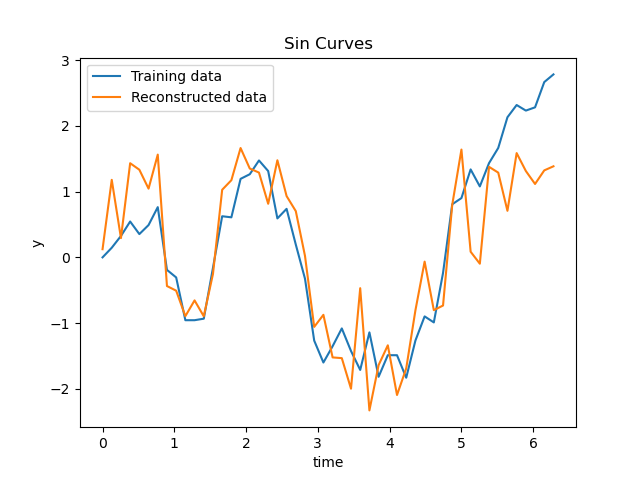 Sin Curves
Training data
Reconstructed data
3
2
1
0
−1
−2
y
0 1 2 3 4 5 6
time